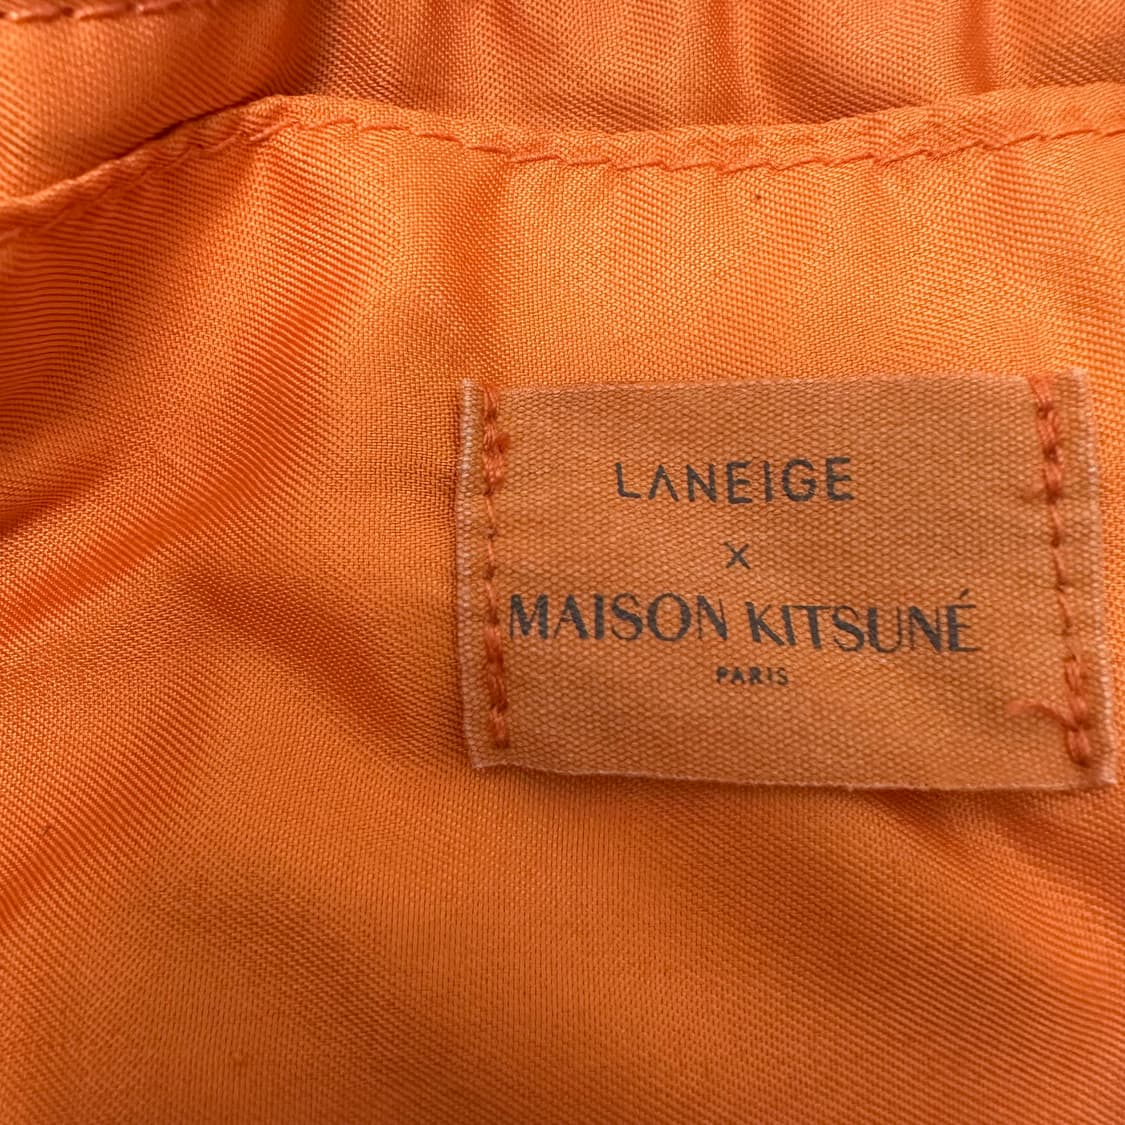 LANEIGE
x
MAISON KITSUNÉ
PARIS